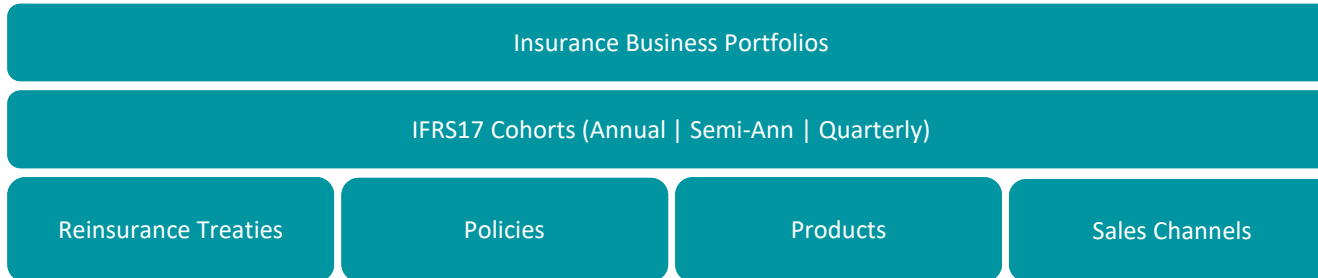 Insurance Business Portfolios
IFRS17 Cohorts (Annual | Semi-Ann | Quarterly)
Reinsurance Treaties
Policies
Products
Sales Channels